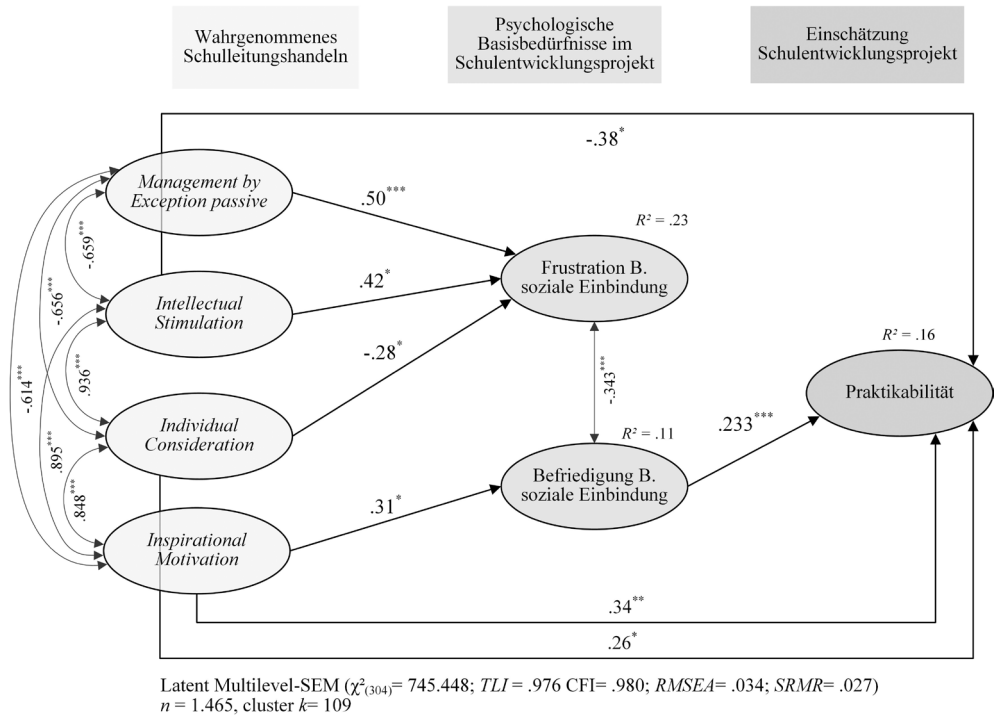 Wahrgenommenes
Schulleitungshandeln
Psychologische
Basisbedürfnisse im
Schulentwicklungsprojekt
Einschätzung
Schulentwicklungsprojekt
-.38*
Management by
Exception passive
.50***
R² = .23
-.659***
Frustration B.
soziale Einbindung
Intellectual
Stimulation
.42*
-.656***
-.28*
R² = .16
-.614***
.936***
-.343***
Praktikabilität
Individual
Consideration
.233***
R² = .11
.895***
Befriedigung B.
soziale Einbindung
.848***
.31*
Inspirational
Motivation
.34**
.26*
Latent Multilevel-SEM (χ²(304)= 745.448; TLI = .976 CFI= .980; RMSEA= .034; SRMR= .027)
n = 1.465, cluster k= 109